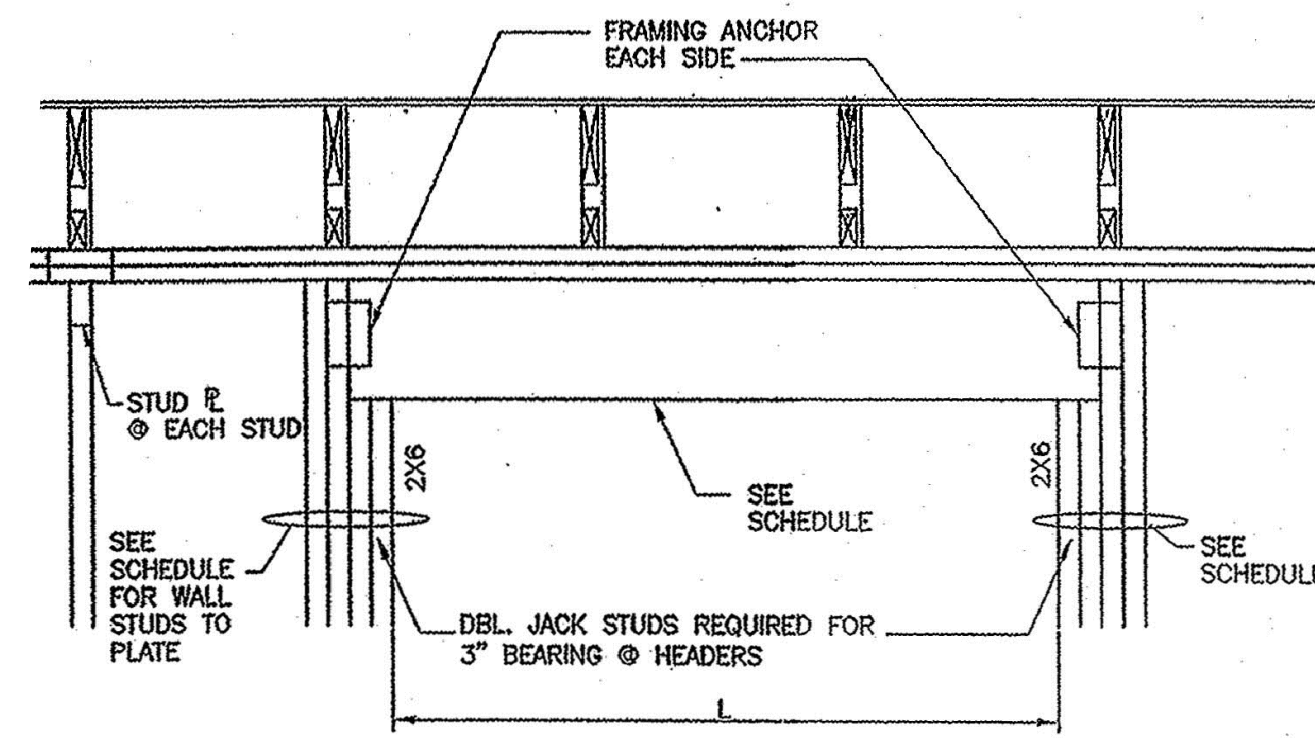 FRAMING ANCHOR
EACH SIDE
STUD ℙL
@ EACH STUD
2X6
2X6
SEE
SCHEDULE
SEE
SCHEDULE
FOR WALL
STUDS TO
PLATE
SEE
SCHEDULE
DBL. JACK STUDS REQUIRED FOR
3" BEARING @ HEADERS
L